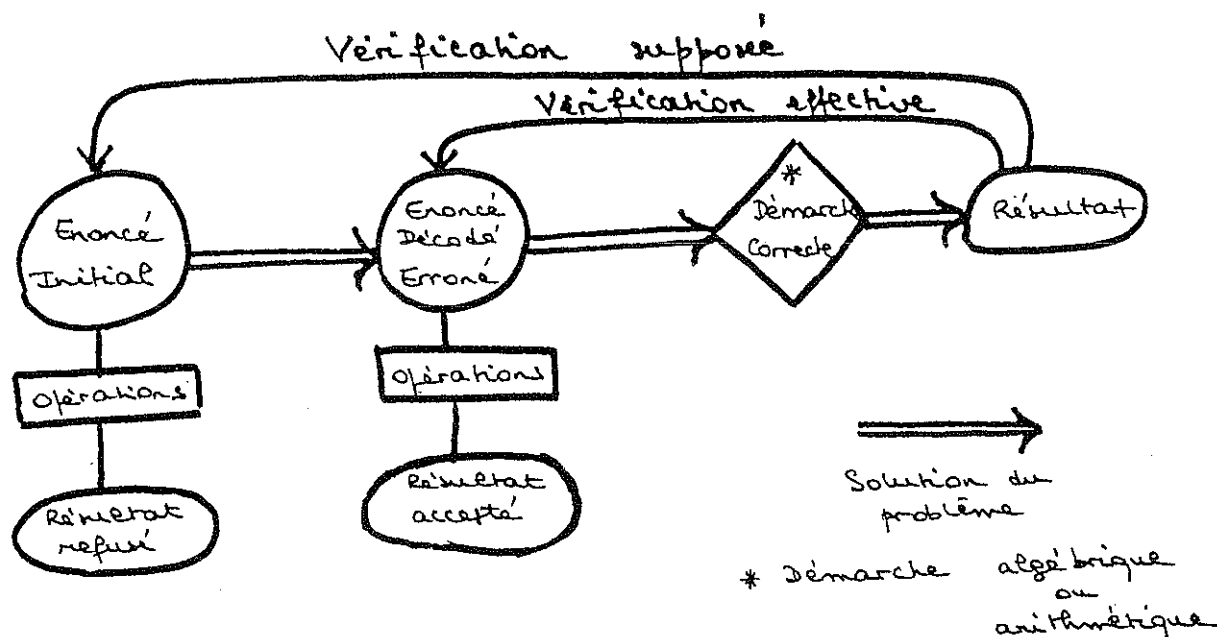 Vérification supposée
Vérification effective
Enoncé
Initial
Enoncé
Décodé
Erroné
*
Démarche
Correcte
Résultat
Opérations
Opérations
Résultat
refusé
Résultat
accepté
Solution du
problème
* Démarche algébrique
ou
arithmétique